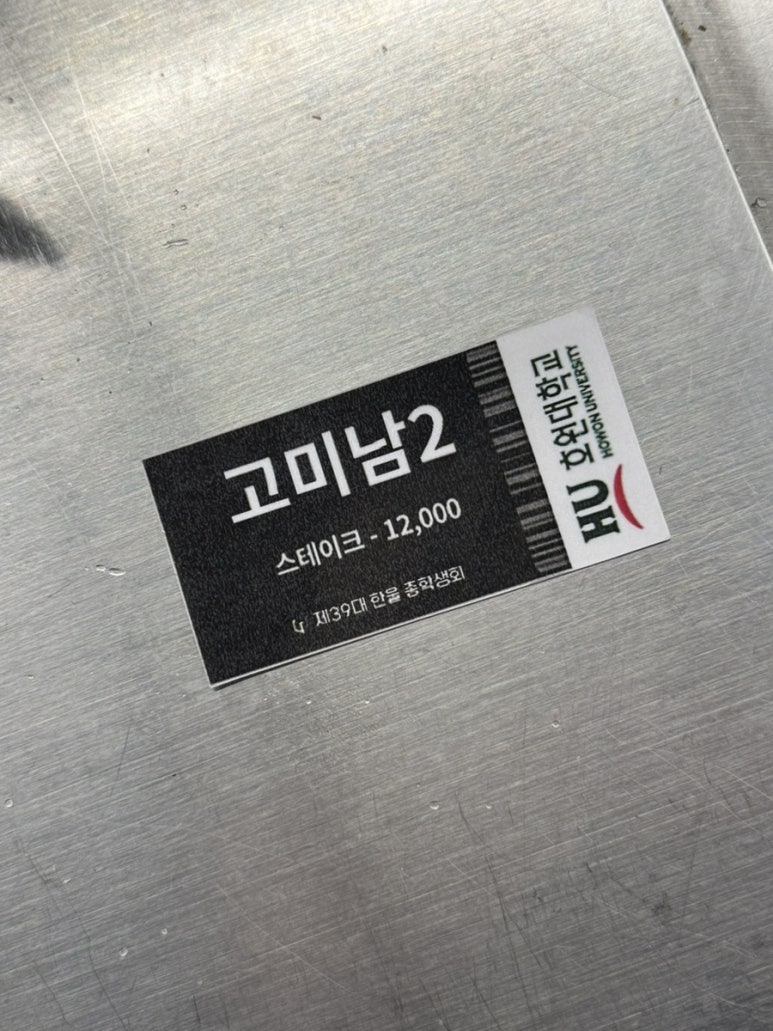 고미남2
스테이크 - 12,000
제39대 한울 총학생회
HU 호원대학교
HOWON UNIVERSITY